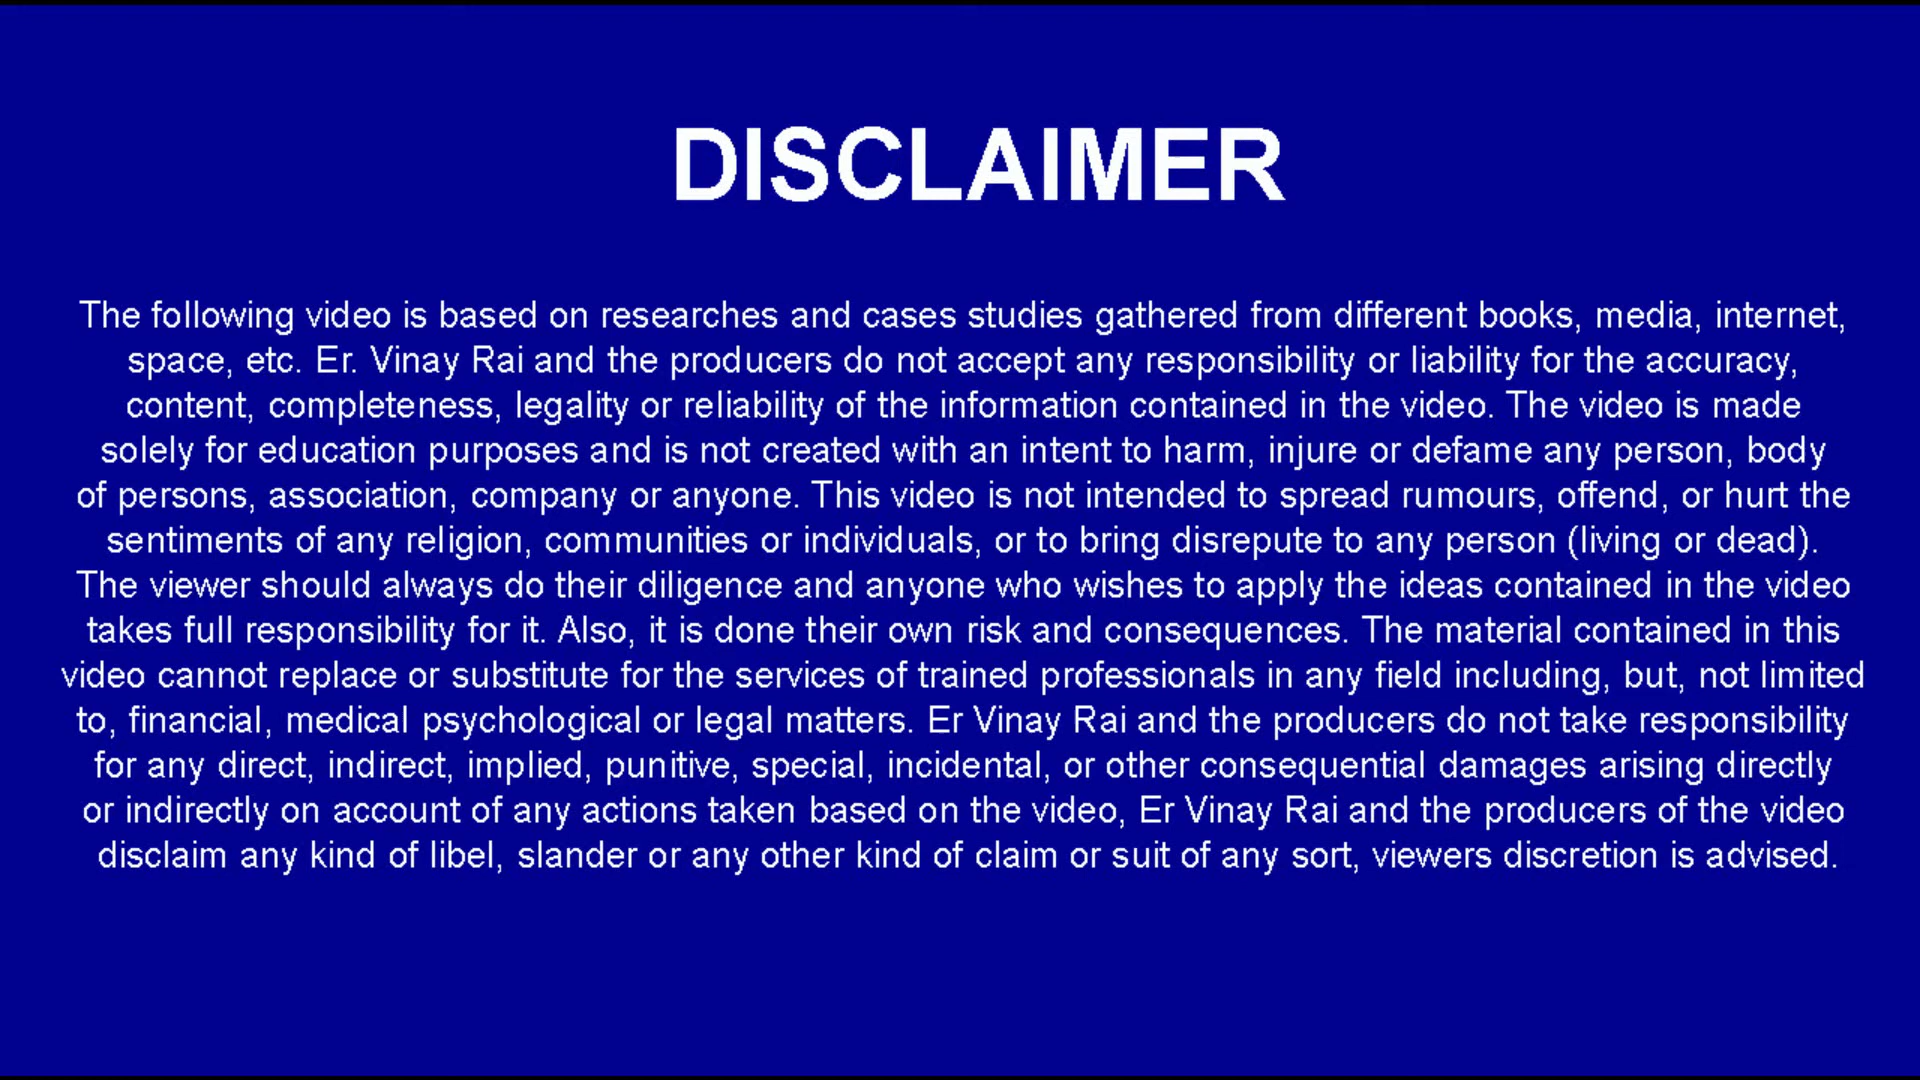 DISCLAIMER
The following video is based on researches and cases studies gathered from different books, media, internet,
space, etc. Er. Vinay Rai and the producers do not accept any responsibility or liability for the accuracy,
content, completeness, legality or reliability of the information contained in the video. The video is made
solely for education purposes and is not created with an intent to harm, injure or defame any person, body
of persons, association, company or anyone. This video is not intended to spread rumours, offend, or hurt the
sentiments of any religion, communities or individuals, or to bring disrepute to any person (living or dead).
The viewer should always do their diligence and anyone who wishes to apply the ideas contained in the video
takes full responsibility for it. Also, it is done their own risk and consequences. The material contained in this
video cannot replace or substitute for the services of trained professionals in any field including, but, not limited
to, financial, medical psychological or legal matters. Er Vinay Rai and the producers do not take responsibility
for any direct, indirect, implied, punitive, special, incidental, or other consequential damages arising directly
or indirectly on account of any actions taken based on the video, Er Vinay Rai and the producers of the video
disclaim any kind of libel, slander or any other kind of claim or suit of any sort, viewers discretion is advised.